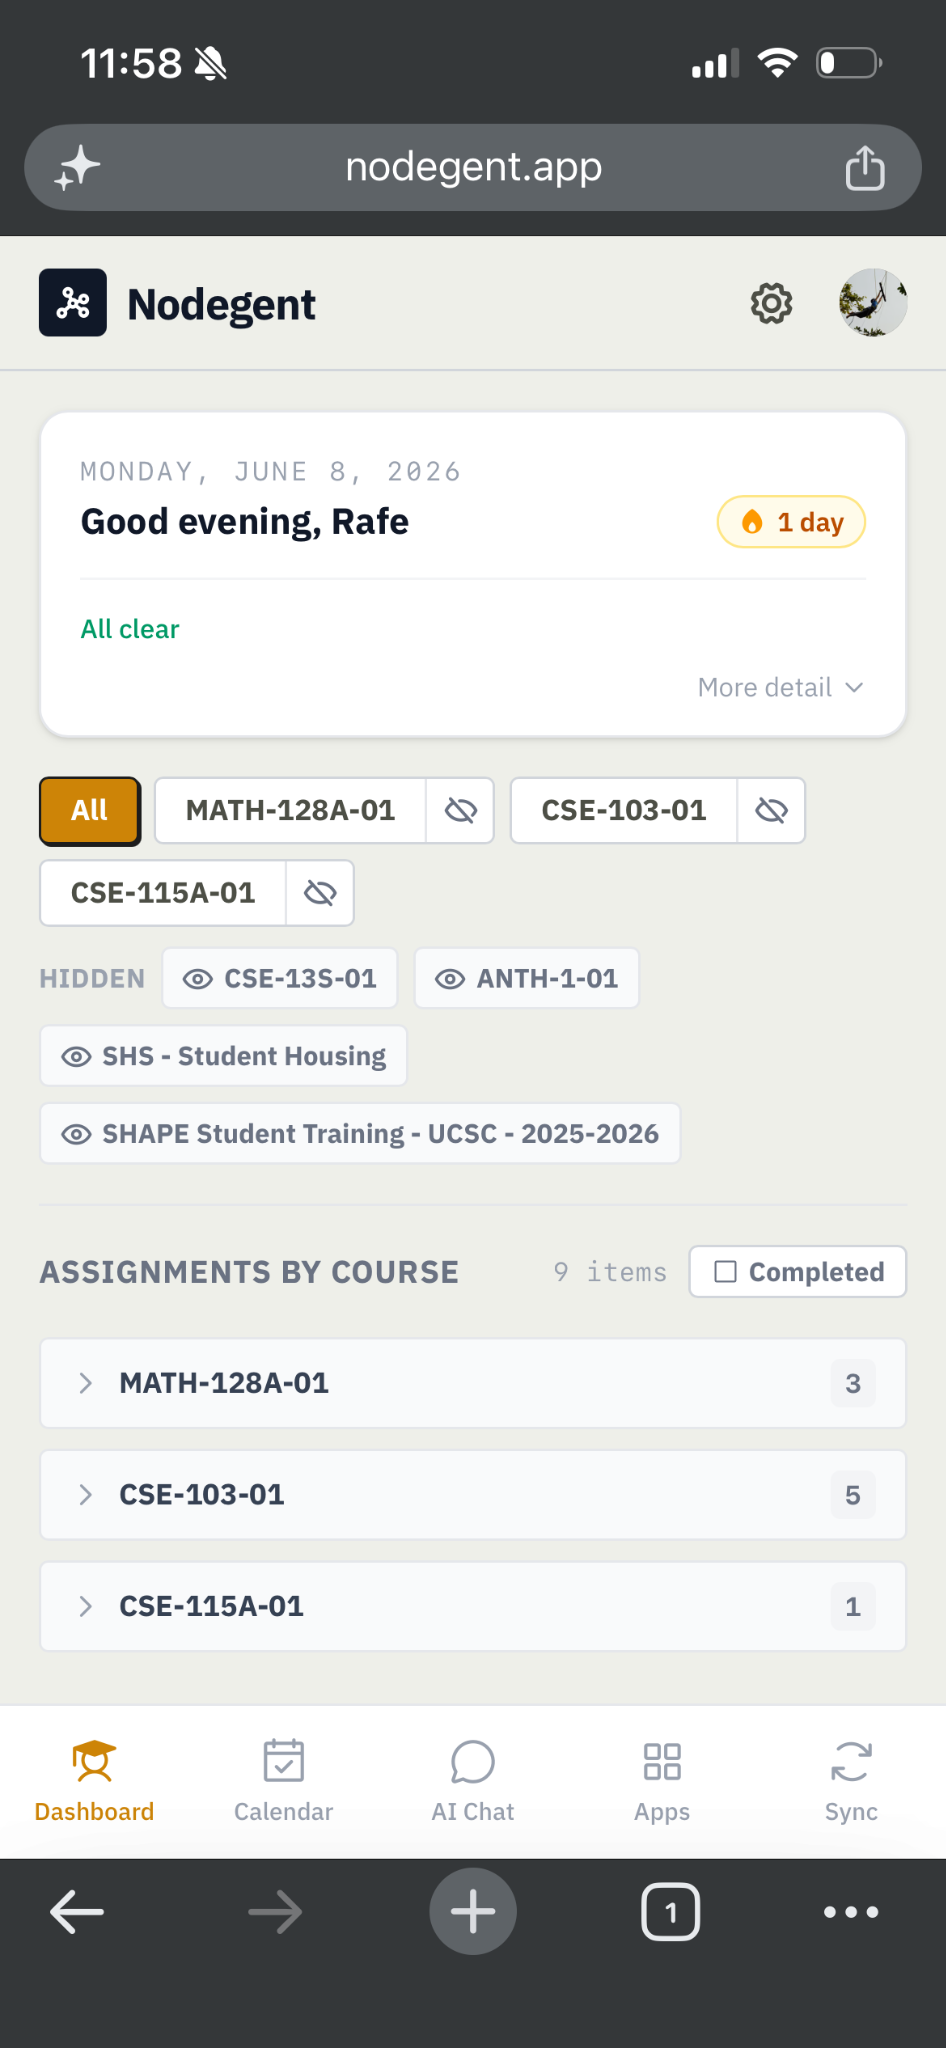 11:58
nodegent.app
Nodegent
MONDAY, JUNE 8, 2026
Good evening, Rafe
1 day
All clear
More detail
All
MATH-128A-01
CSE-103-01
CSE-115A-01
HIDDEN
CSE-13S-01
ANTH-1-01
SHS - Student Housing
SHAPE Student Training - UCSC - 2025-2026
ASSIGNMENTS BY COURSE
9 items
Completed
MATH-128A-01
3
CSE-103-01
5
CSE-115A-01
1
Dashboard
Calendar
AI Chat
Apps
Sync
1